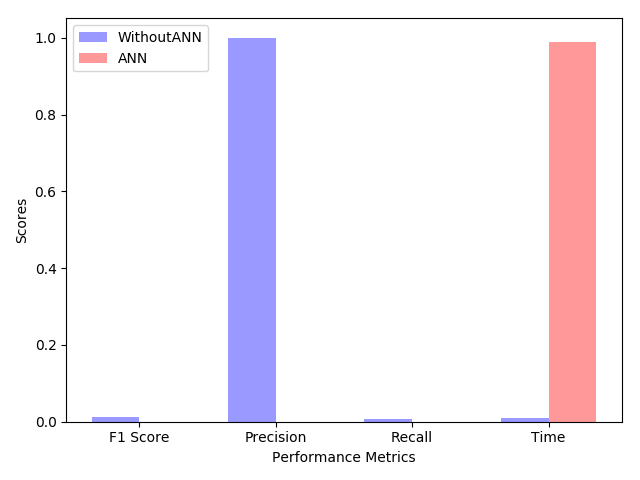 WithoutANN
ANN
1.0
0.8
0.6
0.4
0.2
0.0
Scores
F1 Score Precision Recall Time
Performance Metrics